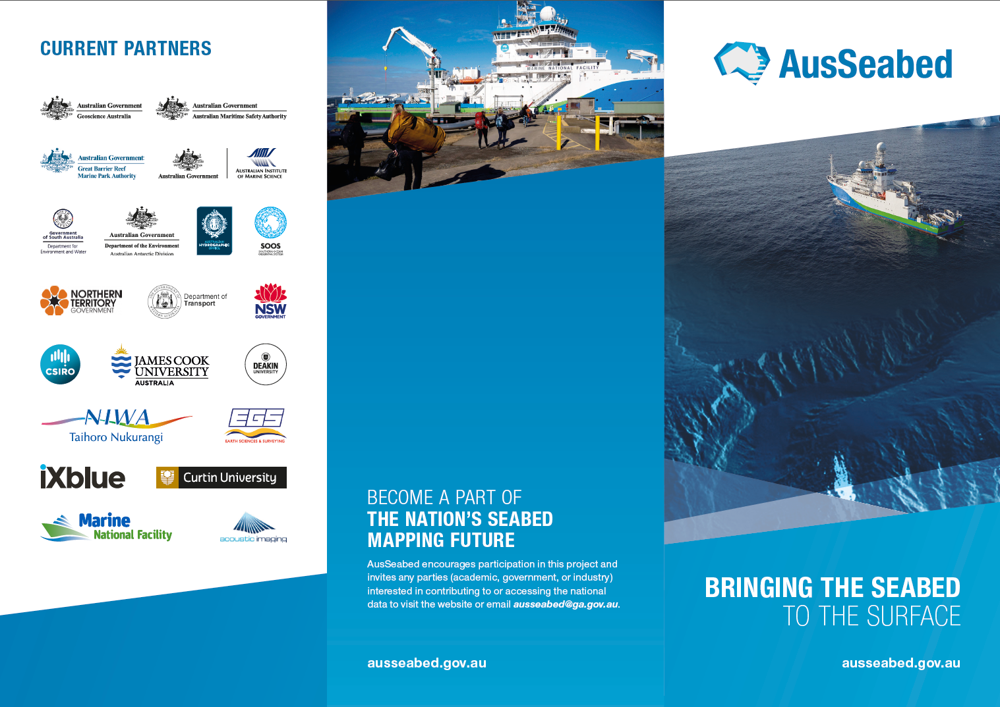 CURRENT PARTNERS
Australian Government
Geoscience Australia
Australian Government
Australian Maritime Safety Authority
Australian Government
Great Barrier Reef
Marine Park Authority
Australian Government
AIMS
AUSTRALIAN INSTITUTE
OF MARINE SCIENCE
SOUTH AUSTRALIA
Government
of South Australia
Department for
Environment and Water
Australian Government
Department of the Environment
Australian Antarctic Division
AUSTRALIAN
HYDROGRAPHIC
OFFICE
SOOS
SOUTHERN OCEAN
OBSERVING SYSTEM
NORTHERN
TERRITORY
GOVERNMENT
THE GOVERNMENT OF
WESTERN AUSTRALIA
Department of
Transport
NSW
GOVERNMENT
CSIRO
JAMES COOK
UNIVERSITY
AUSTRALIA
DEAKIN
UNIVERSITY
NIWA
Taihoro Nukurangi
EGS
EARTH SCIENCES & SURVEYING
iXblue
Curtin University
Marine
National Facility
acoustic imaging
MARINE NATIONAL FACILITY
BECOME A PART OF
THE NATION'S SEABED
MAPPING FUTURE
AusSeabed encourages participation in this project and
invites any parties (academic, government, or industry)
interested in contributing to or accessing the national
data to visit the website or email ausseabed@ga.gov.au.
ausseabed.gov.au
AusSeabed
BRINGING THE SEABED
TO THE SURFACE
ausseabed.gov.au